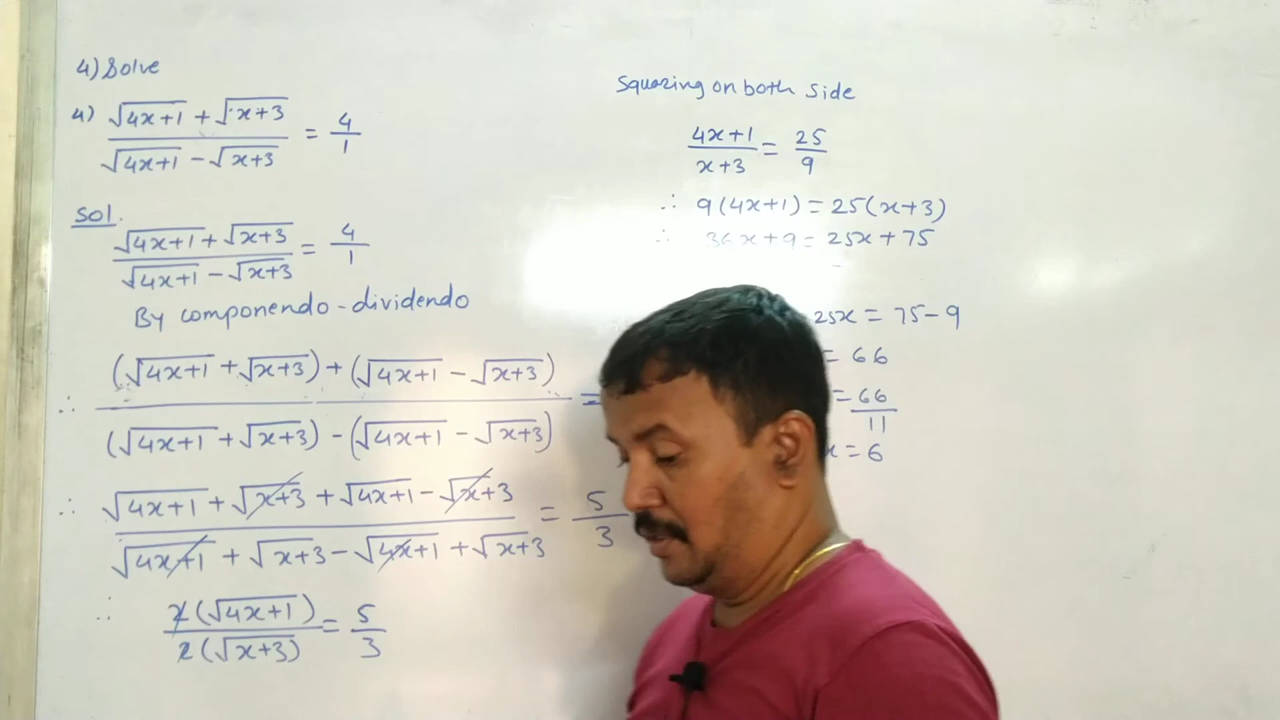 4) Solve
4) √4x+1 + √x+3 / √4x+1 - √x+3 = 4/1
Sol.
√4x+1 + √x+3 / √4x+1 - √x+3 = 4/1
By componendo - dividendo
∴ (√4x+1 + √x+3) + (√4x+1 - √x+3) / (√4x+1 + √x+3) - (√4x+1 - √x+3) =
∴ √4x+1 + √x+3 + √4x+1 - √x+3 / √4x+1 + √x+3 - √4x+1 + √x+3 = 5/3
∴ 2(√4x+1) / 2(√x+3) = 5/3
Squaring on both side
4x+1 / x+3 = 25/9
∴ 9(4x+1) = 25(x+3)
∴ 36x+9 = 25x+75
25x = 75-9
= 66
= 66/11
x = 6